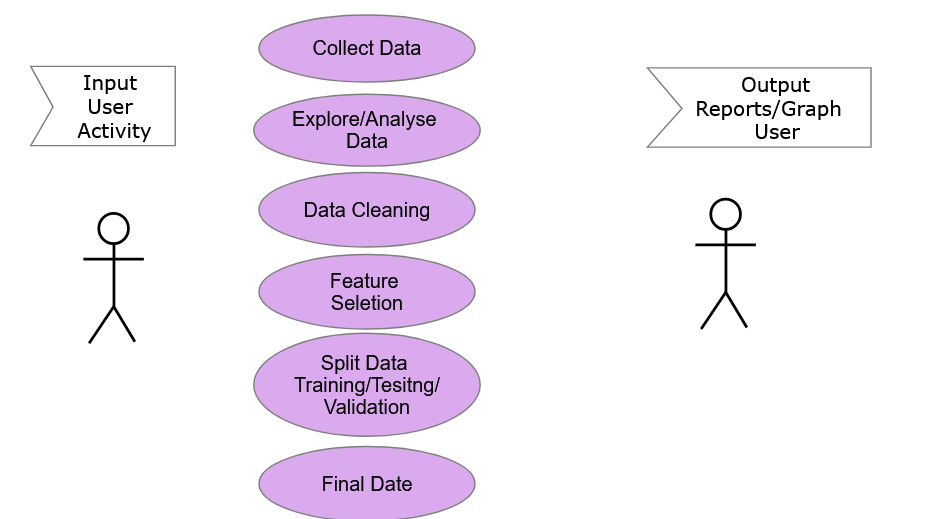 Collect Data
Input
User
Activity
Output
Reports/Graph
User
Explore/Analyse
Data
Data Cleaning
Feature
Seletion
Split Data
Training/Tesitng/
Validation
Final Date